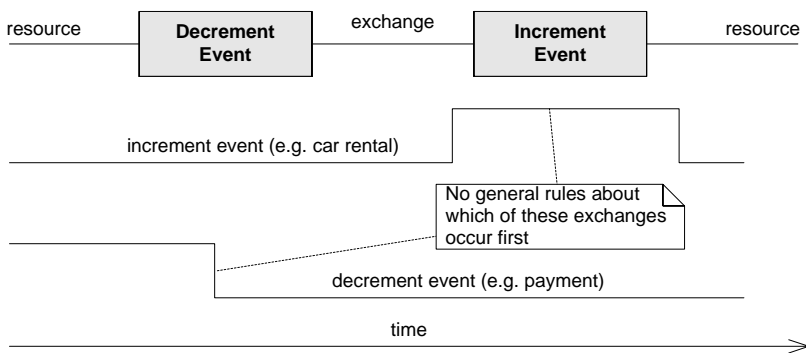 resource
Decrement
Event
exchange
Increment
Event
resource
increment event (e.g. car rental)
No general rules about
which of these exchanges
occur first
decrement event (e.g. payment)
time